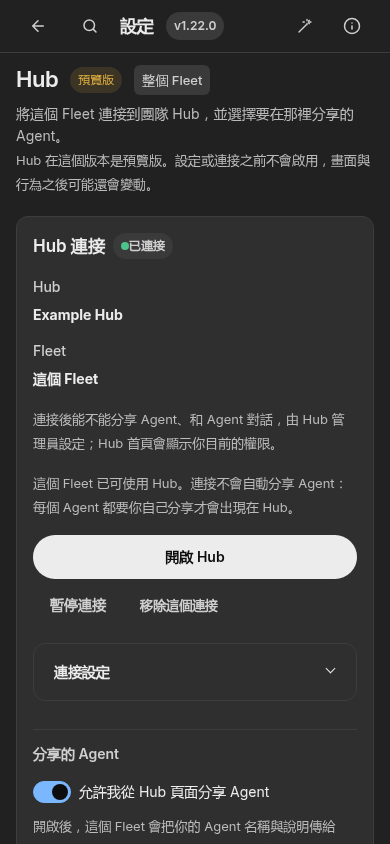 設定 v1.22.0
Hub 預覽版 整個 Fleet
將這個 Fleet 連接到團隊 Hub，並選擇要在那裡分享的
Agent。
Hub 在這個版本是預覽版。設定或連接之前不會啟用，畫面與
行為之後可能還會變動。
Hub 連接 已連接
Hub
Example Hub
Fleet
這個 Fleet
連接後能不能分享 Agent、和 Agent 對話，由 Hub 管
理員設定；Hub 首頁會顯示你目前的權限。
這個 Fleet 已可使用 Hub。連接不會自動分享 Agent：
每個 Agent 都要你自己分享才會出現在 Hub。
開啟 Hub
暫停連接 移除這個連接
連接設定
分享的 Agent
允許我從 Hub 頁面分享 Agent
開啟後，這個 Fleet 會把你的 Agent 名稱與說明傳給